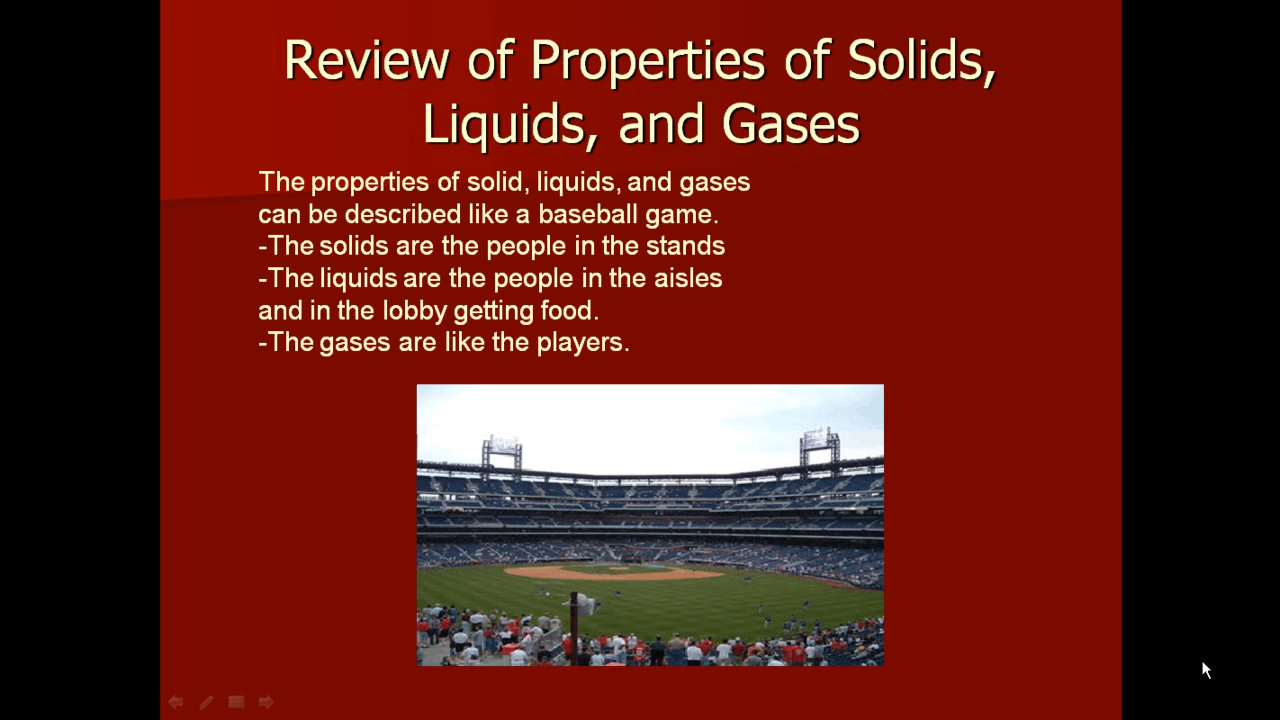 Review of Properties of Solids,
Liquids, and Gases
The properties of solid, liquids, and gases
can be described like a baseball game.
-The solids are the people in the stands
-The liquids are the people in the aisles
and in the lobby getting food.
-The gases are like the players.